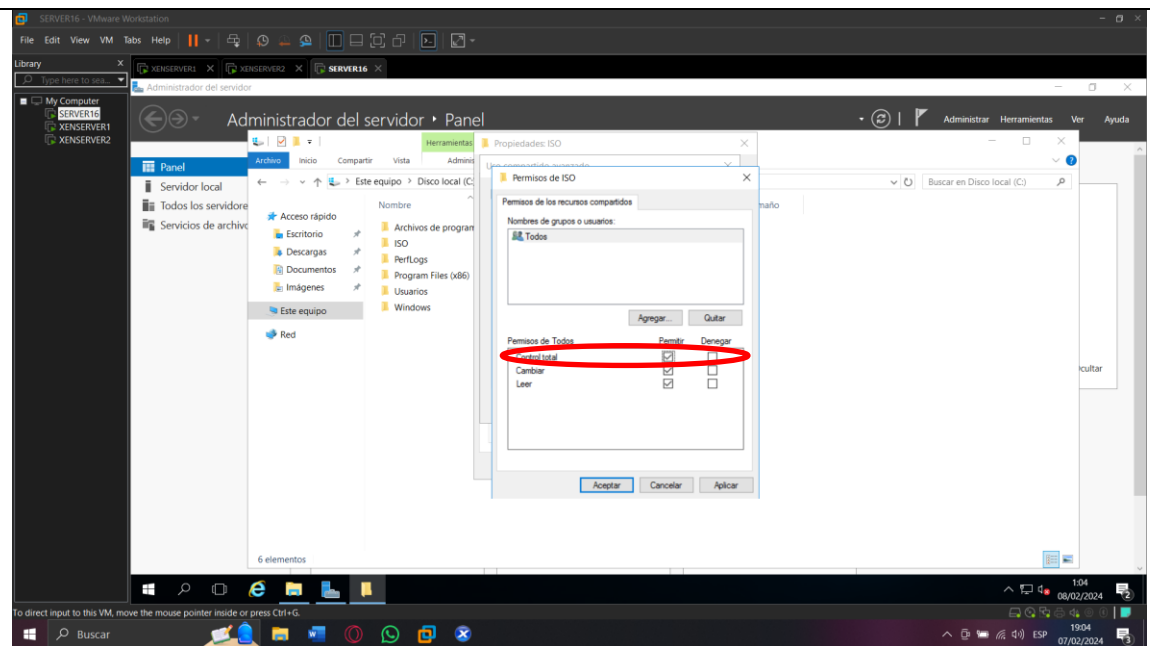 SERVER16 - VMware Workstation
File Edit View VM Tabs Help
Library X
XENSERVER1 X XENSERVER2 X SERVER16 X
Type here to sea...
Administrador del servidor
My Computer
SERVER16
XENSERVER1
XENSERVER2
Administrador del servidor Panel
Administrar Herramientas Ver Ayuda
Herramientas
Propiedades: ISO
Archivo Inicio Compartir Vista Adminis
Uso compartido avanzado
Panel
Servidor local
Todos los servidore
Servicios de archivo
Este equipo > Disco local (C:
Buscar en Disco local (C:)
Permisos de ISO
Permisos de los recursos compartidos
Nombre
maño
Acceso rápido
Escritorio
Descargas
Documentos
Imágenes
Este equipo
Red
Archivos de program
ISO
PerfLogs
Program Files (x86)
Usuarios
Windows
Nombres de grupos o usuarios:
Todos
Agregar... Quitar
Permisos de Todos Permitir Denegar
Control total
Cambiar
Leer
cultar
Aceptar Cancelar Aplicar
6 elementos
1:04
08/02/2024
2
To direct input to this VM, move the mouse pointer inside or press Ctrl+G.
Buscar
ESP
19:04
07/02/2024
3